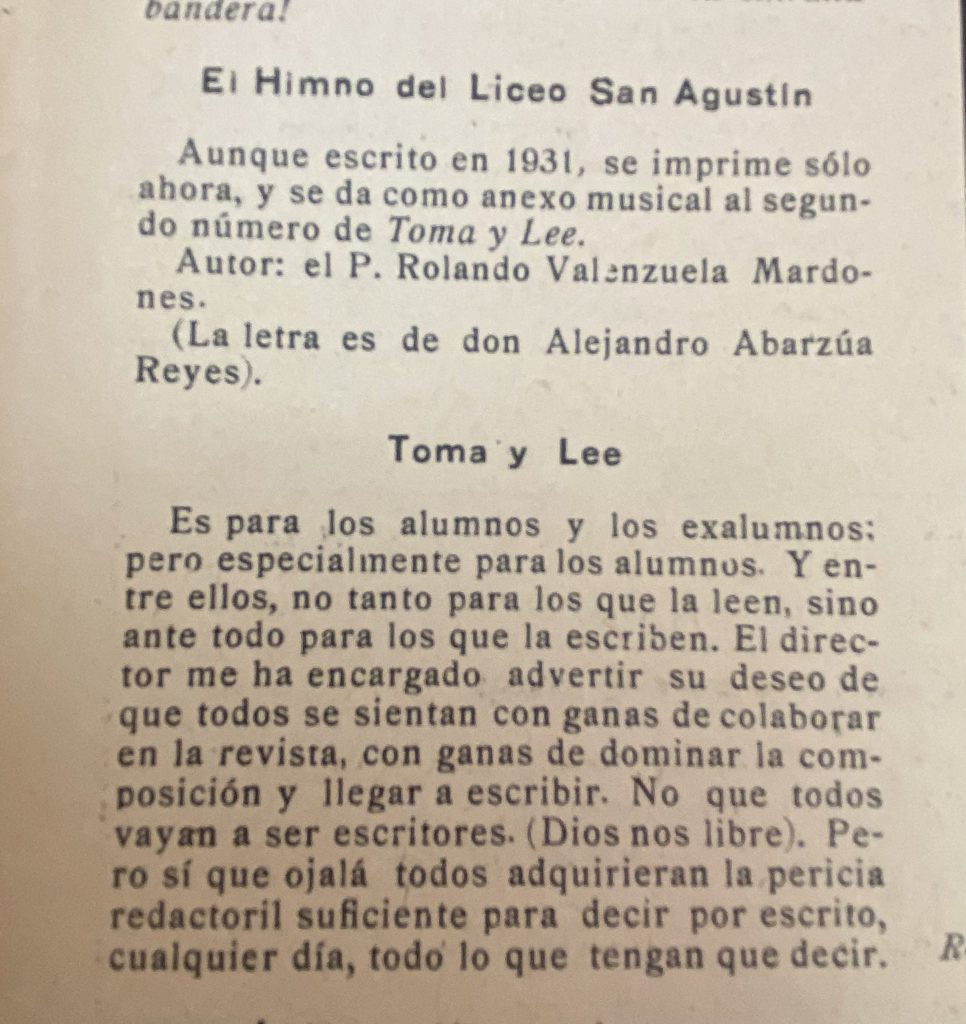 bandera!
El Himno del Liceo San Agustín
Aunque escrito en 1931, se imprime sólo
ahora, y se da como anexo musical al segun-
do número de Toma y Lee.
Autor: el P. Rolando Valenzuela Mardo-
nes.
(La letra es de don Alejandro Abarzúa
Reyes).
Toma y Lee
Es para los alumnos y los exalumnos:
pero especialmente para los alumnos. Y en-
tre ellos, no tanto para los que la leen, sino
ante todo para los que la escriben. El direc-
tor me ha encargado advertir su deseo de
que todos se sientan con ganas de colaborar
en la revista, con ganas de dominar la com-
posición y llegar a escribir. No que todos
vayan a ser escritores. (Dios nos libre). Pe-
ro sí que ojalá todos adquirieran la pericia
redactoril suficiente para decir por escrito,
cualquier día, todo lo que tengan que decir.